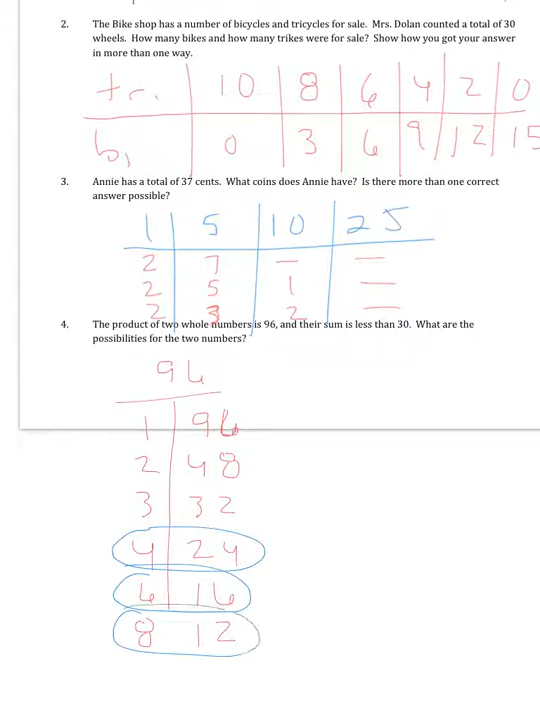 2. The Bike shop has a number of bicycles and tricycles for sale. Mrs. Dolan counted a total of 30
wheels. How many bikes and how many trikes were for sale? Show how you got your answer
in more than one way.
tr. 10 8 6 4 2 0
bi 0 3 6 9 12 15
3. Annie has a total of 37 cents. What coins does Annie have? Is there more than one correct
answer possible?
1 5 10 25
2 7 — —
2 5 1 —
2 3 2 —
4. The product of two whole numbers is 96, and their sum is less than 30. What are the
possibilities for the two numbers?
96
1 96
2 48
3 32
4 24
6 16
8 12